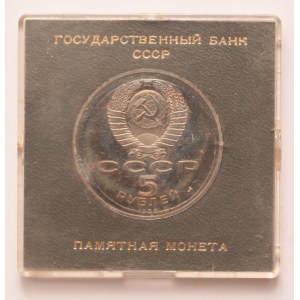 ГОСУДАРСТВЕННЫЙ БАНК
СССР
СССР
5
РУБЛЕЙ
ПАМЯТНАЯ МОНЕТА